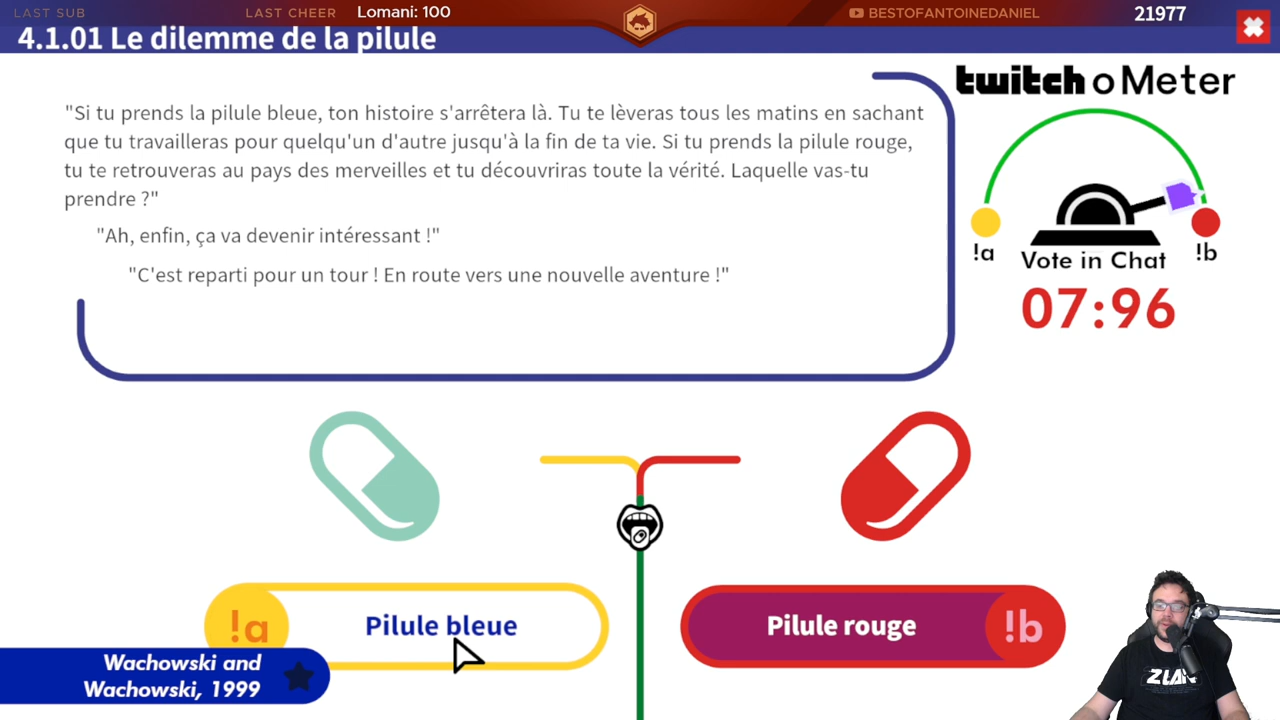 LAST SUB LAST CHEER Lomani: 100 BESTOFANTOINEDANIEL 21977
4.1.01 Le dilemme de la pilule
twitch o Meter
"Si tu prends la pilule bleue, ton histoire s'arrêtera là. Tu te lèveras tous les matins en sachant
que tu travailleras pour quelqu'un d'autre jusqu'à la fin de ta vie. Si tu prends la pilule rouge,
tu te retrouveras au pays des merveilles et tu découvriras toute la vérité. Laquelle vas-tu
prendre ?"
"Ah, enfin, ça va devenir intéressant !"
"C'est reparti pour un tour ! En route vers une nouvelle aventure !"
!a Vote in Chat !b
07:96
!a Pilule bleue
Pilule rouge !b
Wachowski and
Wachowski, 1999